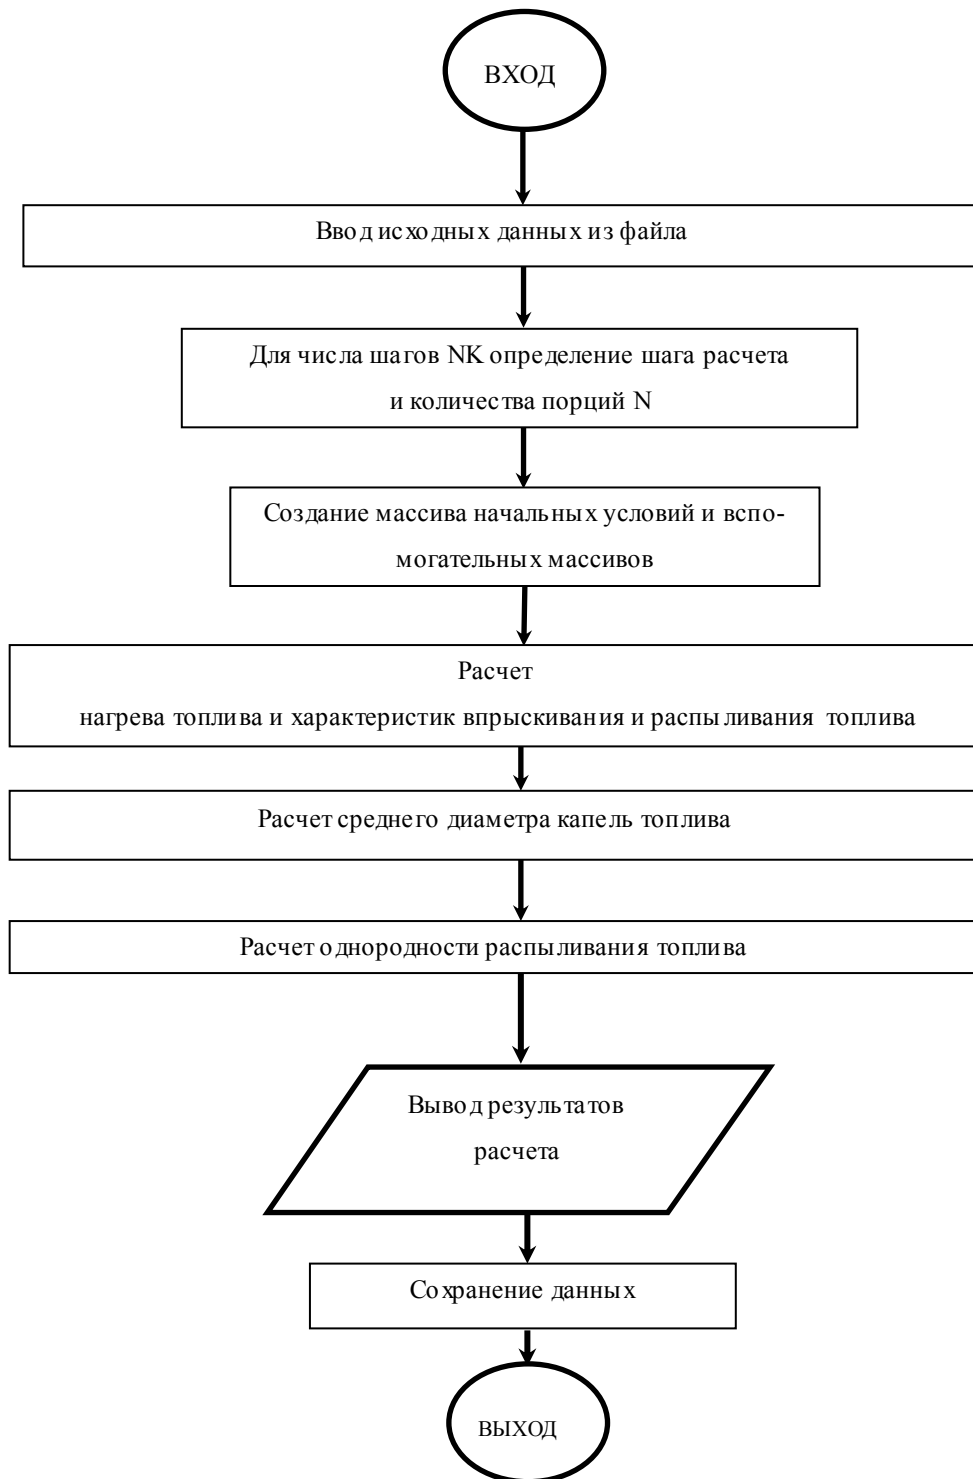 ВХОД
Ввод исходных данных из файла
Для числа шагов NK определение шага расчета
и количества порций N
Создание массива начальных условий и вспо-
могательных массивов
Расчет
нагрева топлива и характеристик впрыскивания и распыливания топлива
Расчет среднего диаметра капель топлива
Расчет однородности распыливания топлива
Вывод результатов
расчета
Сохранение данных
ВЫХОД